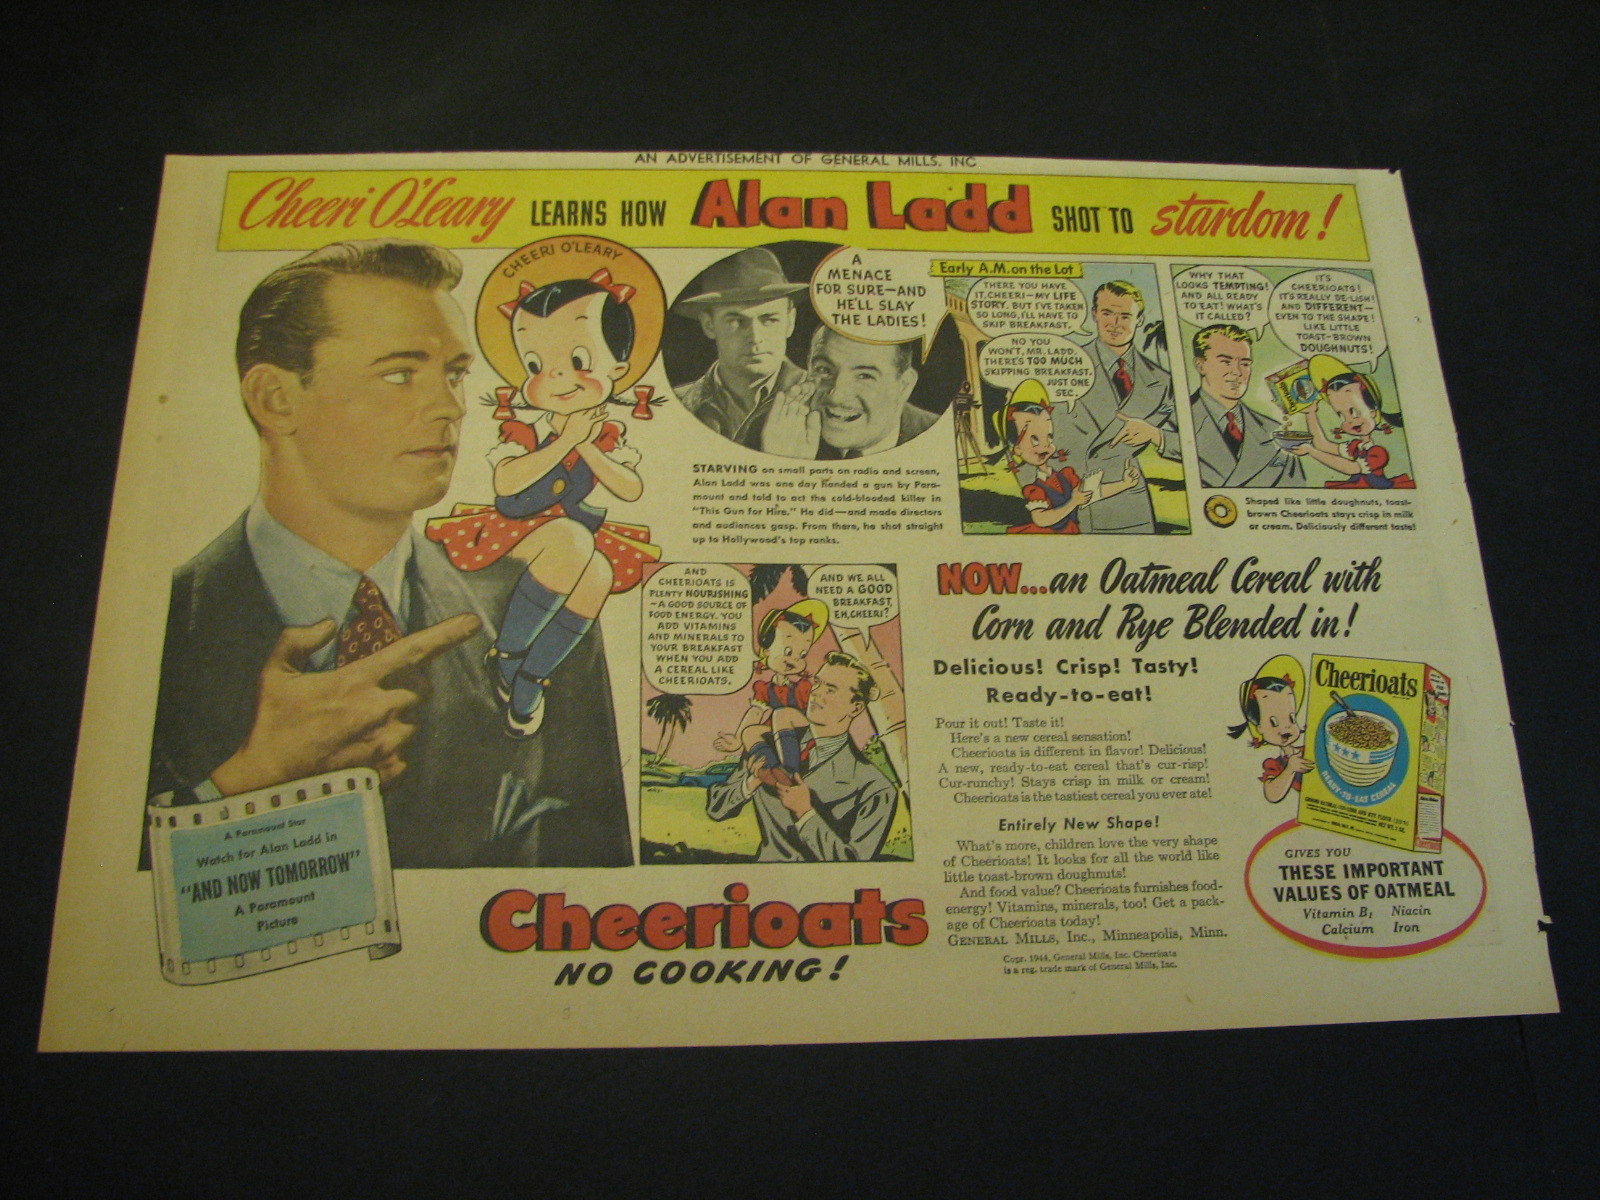 AN ADVERTISEMENT OF GENERAL MILLS, INC
Cheeri O'Leary LEARNS HOW Alan Ladd SHOT TO stardom!
CHEERI O'LEARY
A
MENACE
FOR SURE—AND
HE'LL SLAY
THE LADIES!
STARVING on small parts on radio and screen,
Alan Ladd was one day handed a gun by Para-
mount and told to act the cold-blooded killer in
"This Gun for Hire." He did—and made directors
and audiences gasp. From there, he shot straight
up to Hollywood's top ranks.
Early A.M. on the Lot
THERE YOU HAVE
IT, CHEERI—MY LIFE
STORY. BUT I'VE TAKEN
SO LONG, I'LL HAVE TO
SKIP BREAKFAST.
NO YOU
WON'T, MR. LADD.
THERE'S TOO MUCH
SKIPPING BREAKFAST.
JUST ONE
SEC.
WHY THAT
LOOKS TEMPTING!
AND ALL READY
TO EAT! WHAT'S
IT CALLED?
IT'S
CHEERIOATS!
IT'S REALLY DE-LISH!
AND DIFFERENT—
EVEN TO THE SHAPE!
LIKE LITTLE
TOAST-BROWN
DOUGHNUTS!
Shaped like little doughnuts, toast-
brown Cheerioats stays crisp in milk
or cream. Deliciously different taste!
AND
CHEERIOATS IS
PLENTY NOURISHING
—A GOOD SOURCE OF
FOOD ENERGY. YOU
ADD VITAMINS
AND MINERALS TO
YOUR BREAKFAST
WHEN YOU ADD
A CEREAL LIKE
CHEERIOATS.
AND WE ALL
NEED A GOOD
BREAKFAST,
EH, CHEERI?
A Paramount Star
Watch for Alan Ladd in
"AND NOW TOMORROW"
A Paramount
Picture
Cheerioats
NO COOKING!
NOW...an Oatmeal Cereal with
Corn and Rye Blended in!
Delicious! Crisp! Tasty!
Ready-to-eat!
Pour it out! Taste it!
Here's a new cereal sensation!
Cheerioats is different in flavor! Delicious!
A new, ready-to-eat cereal that's cur-risp!
Cur-runchy! Stays crisp in milk or cream!
Cheerioats is the tastiest cereal you ever ate!
Entirely New Shape!
What's more, children love the very shape
of Cheerioats! It looks for all the world like
little toast-brown doughnuts!
And food value? Cheerioats furnishes food-
energy! Vitamins, minerals, too! Get a pack-
age of Cheerioats today!
GENERAL MILLS, Inc., Minneapolis, Minn.
Copr. 1944, General Mills, Inc. Cheerioats
is a reg. trade mark of General Mills, Inc.
Cheerioats
READY-TO-EAT CEREAL
GIVES YOU
THESE IMPORTANT
VALUES OF OATMEAL
Vitamin B1 Niacin
Calcium Iron